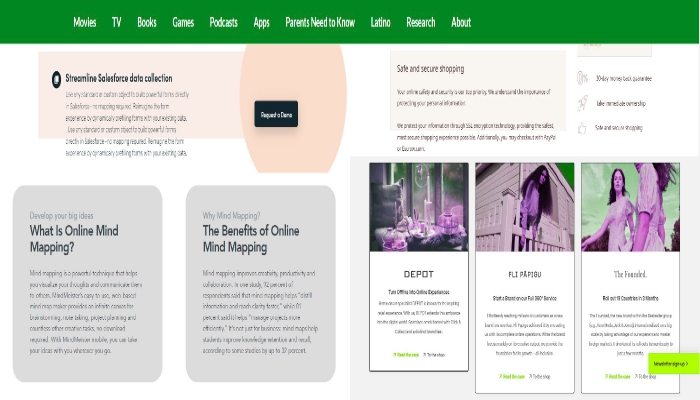 Movies TV Books Games Podcasts Apps Parents Need to Know Latino Research About
Streamline Salesforce data collection
Use any standard or custom object to build powerful forms directly
in Salesforce-no mapping required. Reimagine the form
experience by dynamically prefilling forms with your data.
Use any standard or custom object to build powerful forms
directly in Salesforce-no mapping required. Reimagine the form
experience by dynamically prefilling forms with your data.
Request a Demo
Safe and secure shopping
Your online safety and security is our top priority. We understand the importance of
protecting your personal information.
We protect your information through SSL encryption technology, providing the safest,
most secure shopping experience possible. Additionally, you may checkout with PayPal
or Escrow.com.
30-day money back guarantee
Take immediate ownership
Safe and secure shopping
Develop your big ideas
What Is Online Mind
Mapping?
Mind mapping is a powerful technique that helps
you visualize your thoughts and communicate them
to others. MindMeister's easy to use, web-based
mind map maker provides an infinite canvas for
brainstorming, note taking, project planning and
countless other creative tasks, no download
required. With MindMeister mobile, you can take
your ideas with you wherever you go.
Why Mind Mapping?
The Benefits of Online
Mind Mapping
Mind mapping improves creativity, productivity and
collaboration. In one study, 92 percent of
respondents said that mind mapping helps "distill
information and reach clarity faster," while 81
percent said it helps "manage projects more
efficiently." It's not just for business: mind maps help
students improve knowledge retention and recall,
according to some studies by up to 32 percent.
DEPOT
Turn Offline Into Online Experiences
To the shop
Read the case
FLI PÁPIGU
Start a Brand on our Full 360° Service
Read the case
To the shop
The Founded.
Roll out 15 Countries in 3 Months
Read the case
To the shop
Newsletter sign-up